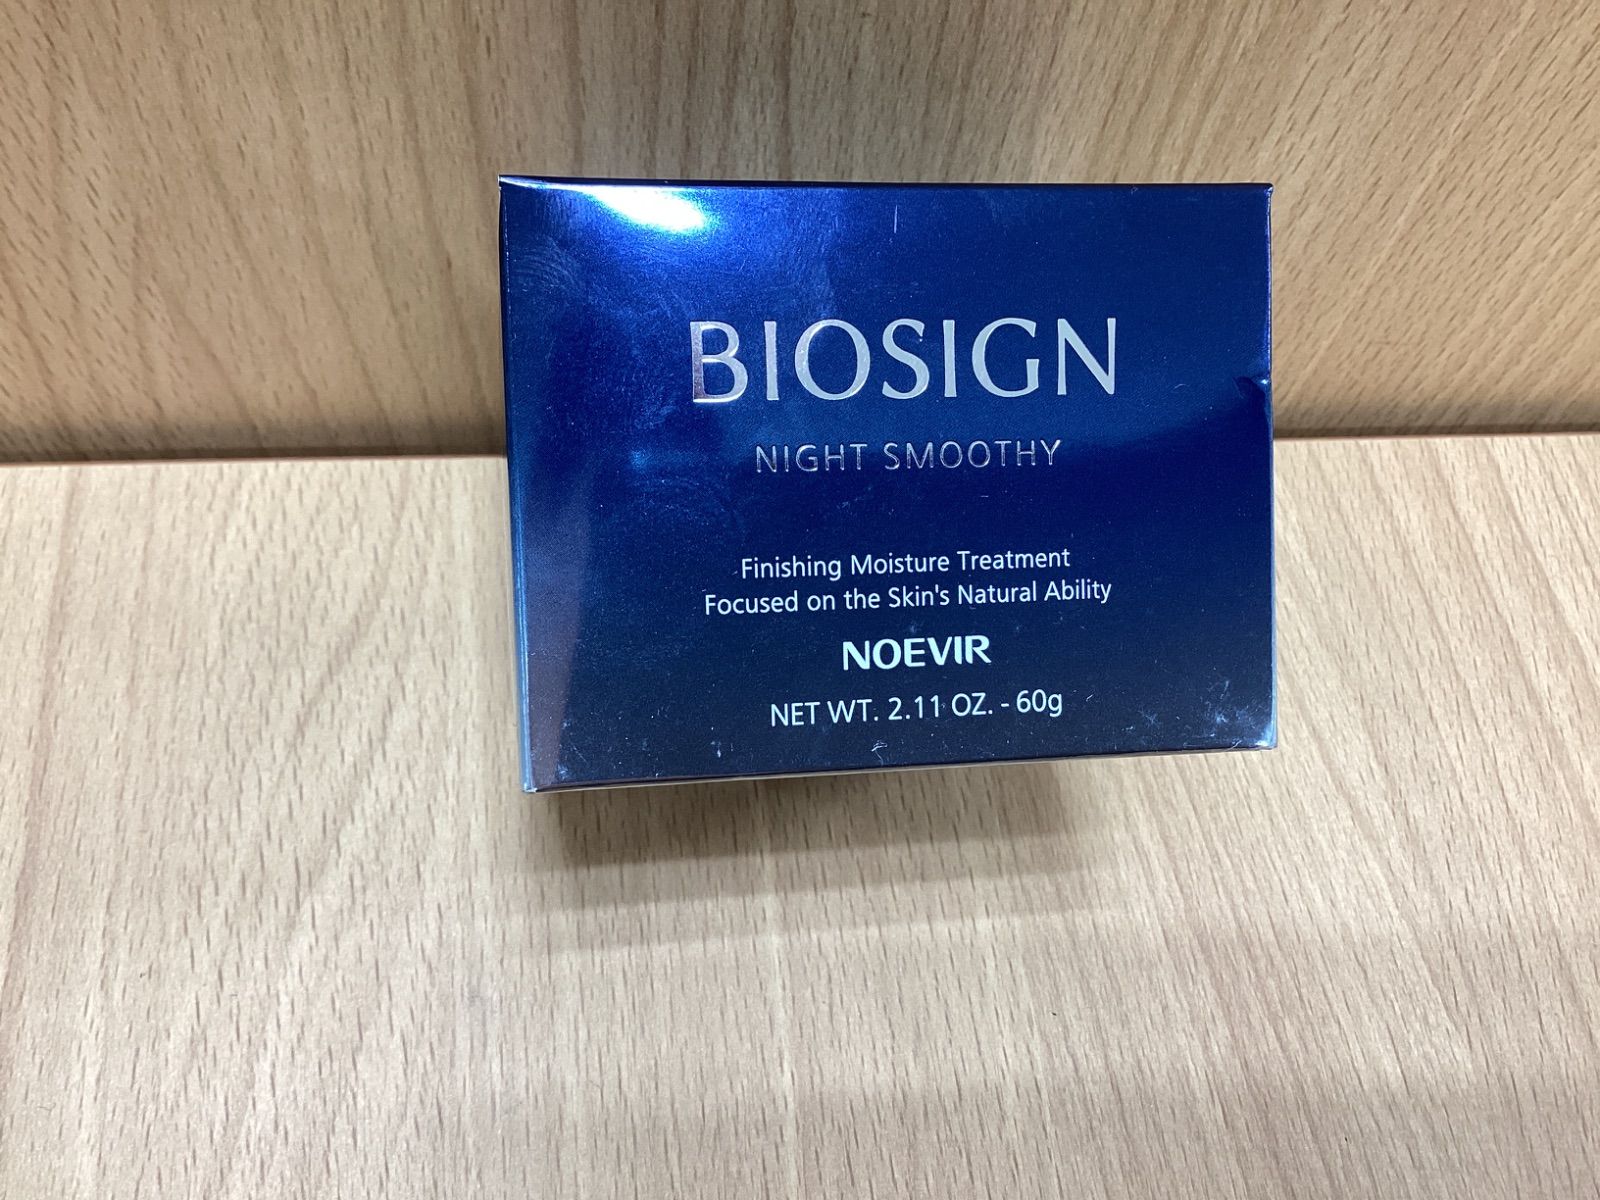 BIOSIGN
NIGHT SMOOTHY
Finishing Moisture Treatment
Focused on the Skin's Natural Ability
NOEVIR
NET WT. 2.11 OZ. - 60g